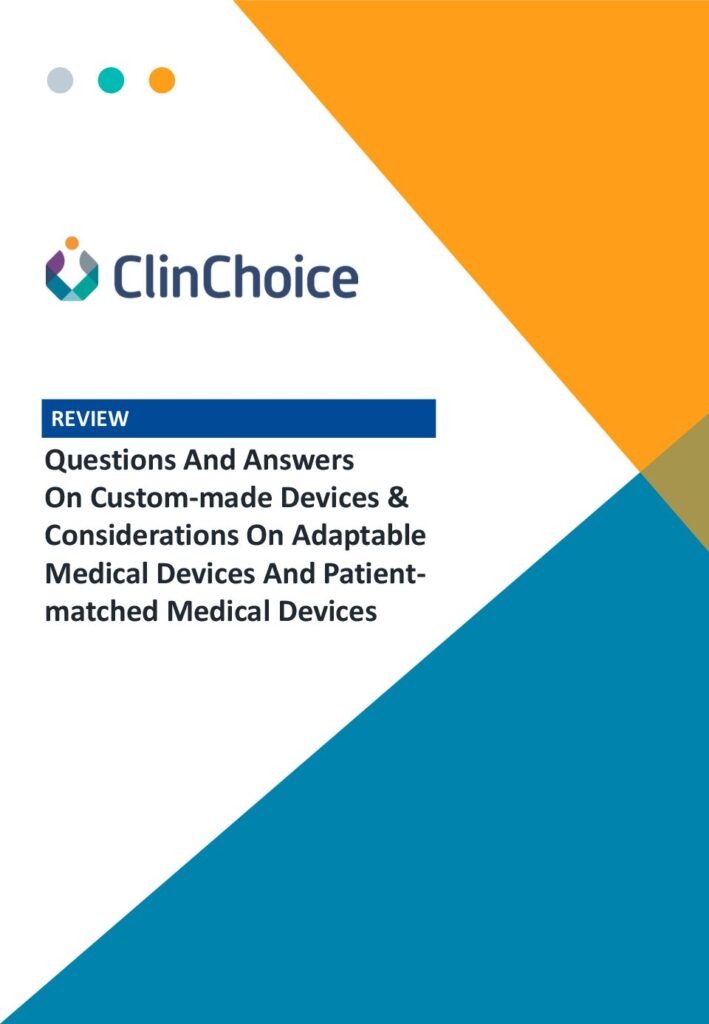 ClinChoice
REVIEW
Questions And Answers
On Custom-made Devices &
Considerations On Adaptable
Medical Devices And Patient-
matched Medical Devices